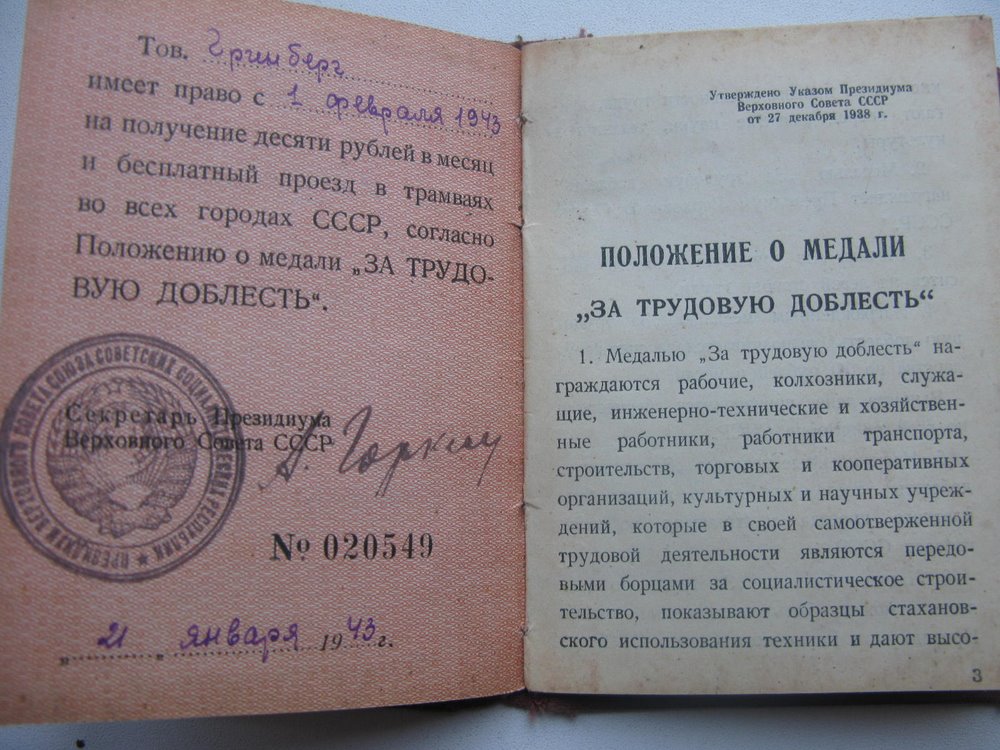 Тов. Гринберг
имеет право с 1 февраля 1943
на получение десяти рублей в месяц
и бесплатный проезд в трамваях
во всех городах СССР, согласно
Положению о медали „ЗА ТРУДО-
ВУЮ ДОБЛЕСТЬ“.
Секретарь Президиума
Верховного Совета СССР
А. Горкин
№ 020549
„ 21 „ января 1943 г.
Утверждено Указом Президиума
Верховного Совета СССР
от 27 декабря 1938 г.
ПОЛОЖЕНИЕ О МЕДАЛИ
„ЗА ТРУДОВУЮ ДОБЛЕСТЬ“
1. Медалью „За трудовую доблесть“ на-
граждаются рабочие, колхозники, служа-
щие, инженерно-технические и хозяйствен-
ные работники, работники транспорта,
строительств, торговых и кооперативных
организаций, культурных и научных учреж-
дений, которые в своей самоотверженной
трудовой деятельности являются передо-
выми борцами за социалистическое строи-
тельство, показывают образцы стаханов-
ского использования техники и дают высо-
3